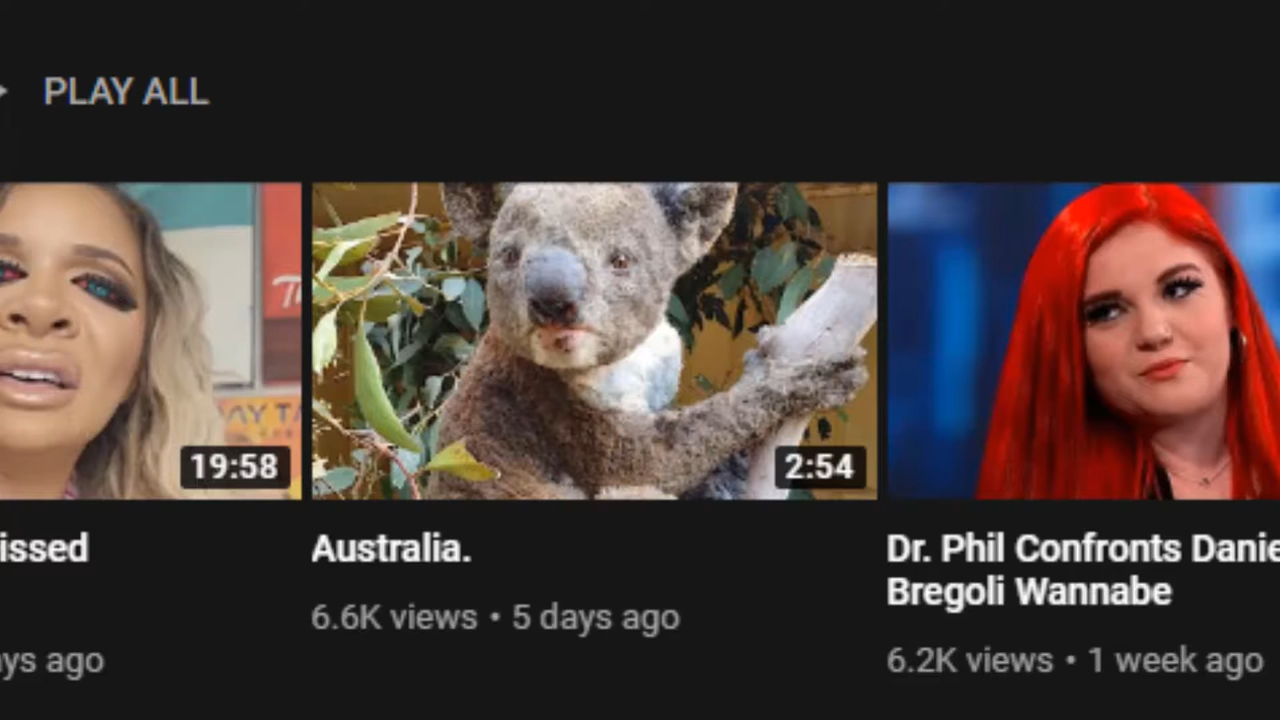 PLAY ALL
19:58
2:54
issed
Australia.
Dr. Phil Confronts Danie
Bregoli Wannabe
6.6K views • 5 days ago
ys ago
6.2K views • 1 week ago